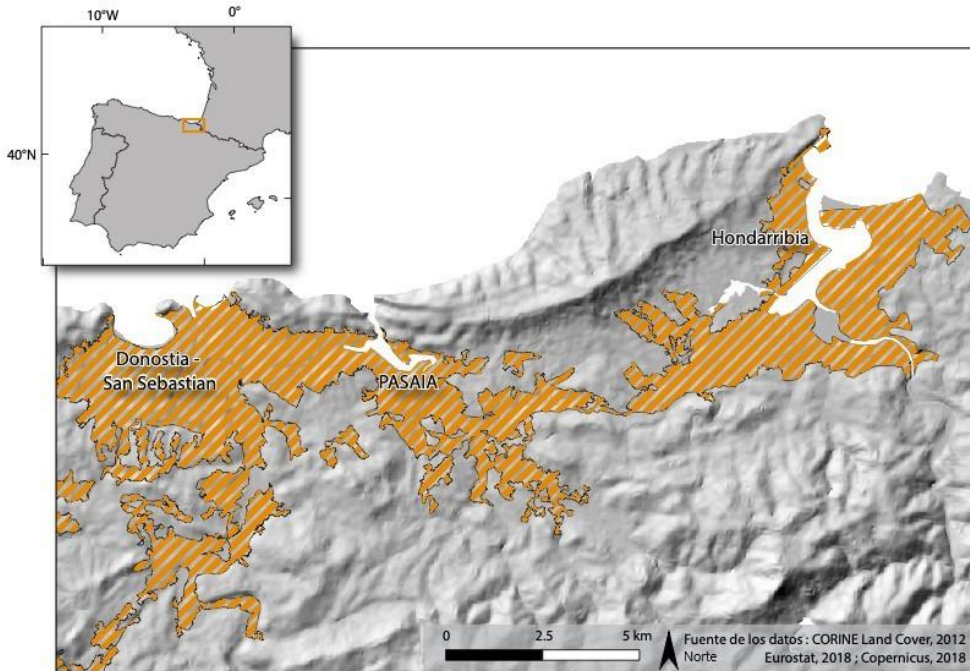 10°W 0°
40°N
Hondarribia
Donostia -
San Sebastian
PASAIA
0 2.5 5 km
Norte
Fuente de los datos : CORINE Land Cover, 2012
Eurostat, 2018 ; Copernicus, 2018